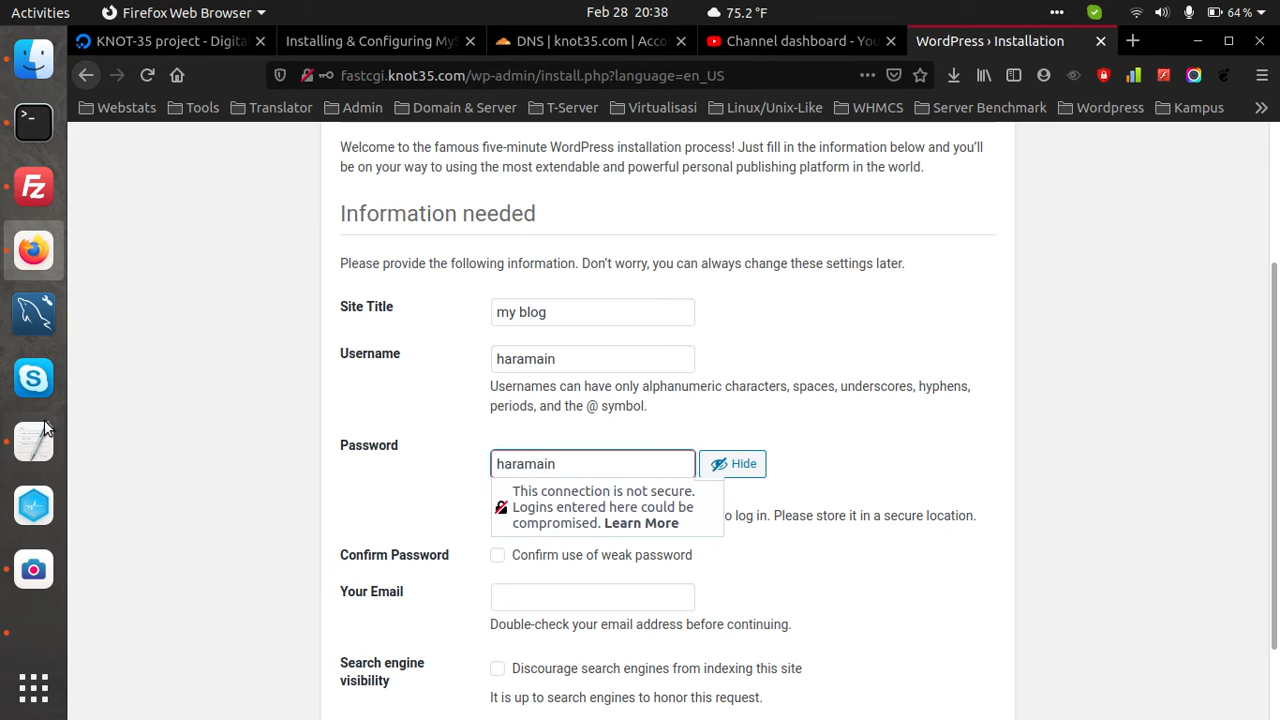 Activities
Firefox Web Browser
Feb 28 20:38
75.2 °F
64 %
KNOT-35 project - Digita
Installing & Configuring MyS
DNS | knot35.com | Acco
Channel dashboard - You
WordPress › Installation
fastcgi.knot35.com/wp-admin/install.php?language=en_US
Webstats
Tools
Translator
Admin
Domain & Server
T-Server
Virtualisasi
Linux/Unix-Like
WHMCS
Server Benchmark
Wordpress
Kampus
Welcome to the famous five-minute WordPress installation process! Just fill in the information below and you’ll
be on your way to using the most extendable and powerful personal publishing platform in the world.
Information needed
Please provide the following information. Don’t worry, you can always change these settings later.
Site Title
my blog
Username
haramain
Usernames can have only alphanumeric characters, spaces, underscores, hyphens,
periods, and the @ symbol.
Password
haramain
Hide
This connection is not secure.
Logins entered here could be
compromised. Learn More
o log in. Please store it in a secure location.
Confirm Password
Confirm use of weak password
Your Email
Double-check your email address before continuing.
Search engine
visibility
Discourage search engines from indexing this site
It is up to search engines to honor this request.